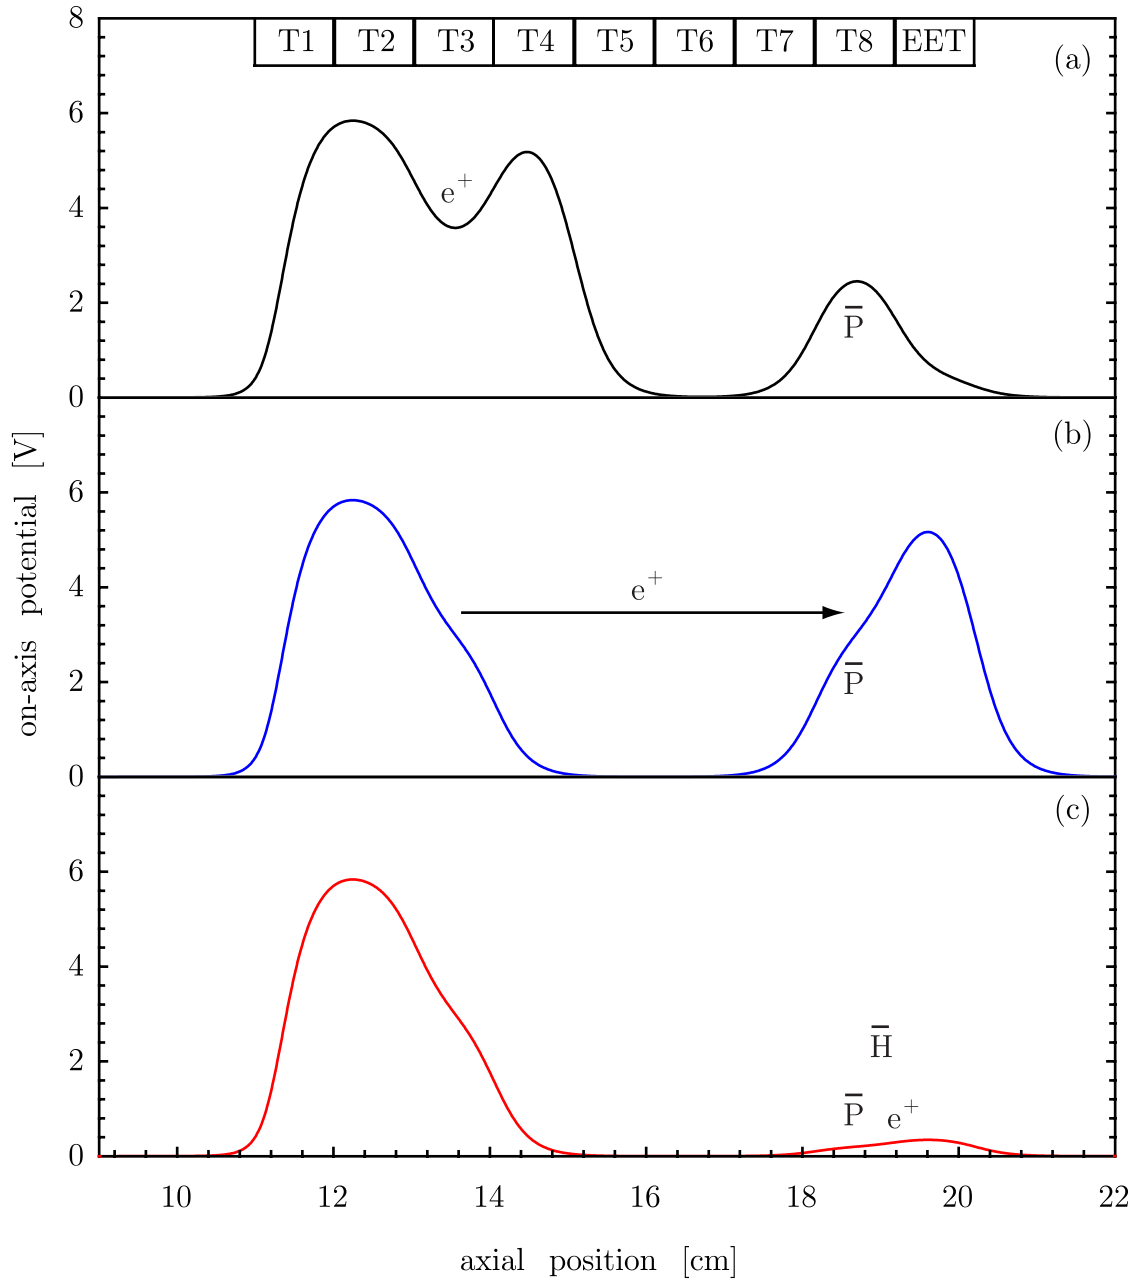 8
T1 T2 T3 T4 T5 T6 T7 T8 EET
(a)
6
e⁺
4
2
P̅
0
(b)
6
e⁺
4
P̅
2
0
(c)
6
4
H̅
2
P̅ e⁺
0
10 12 14 16 18 20 22
on-axis potential [V]
axial position [cm]